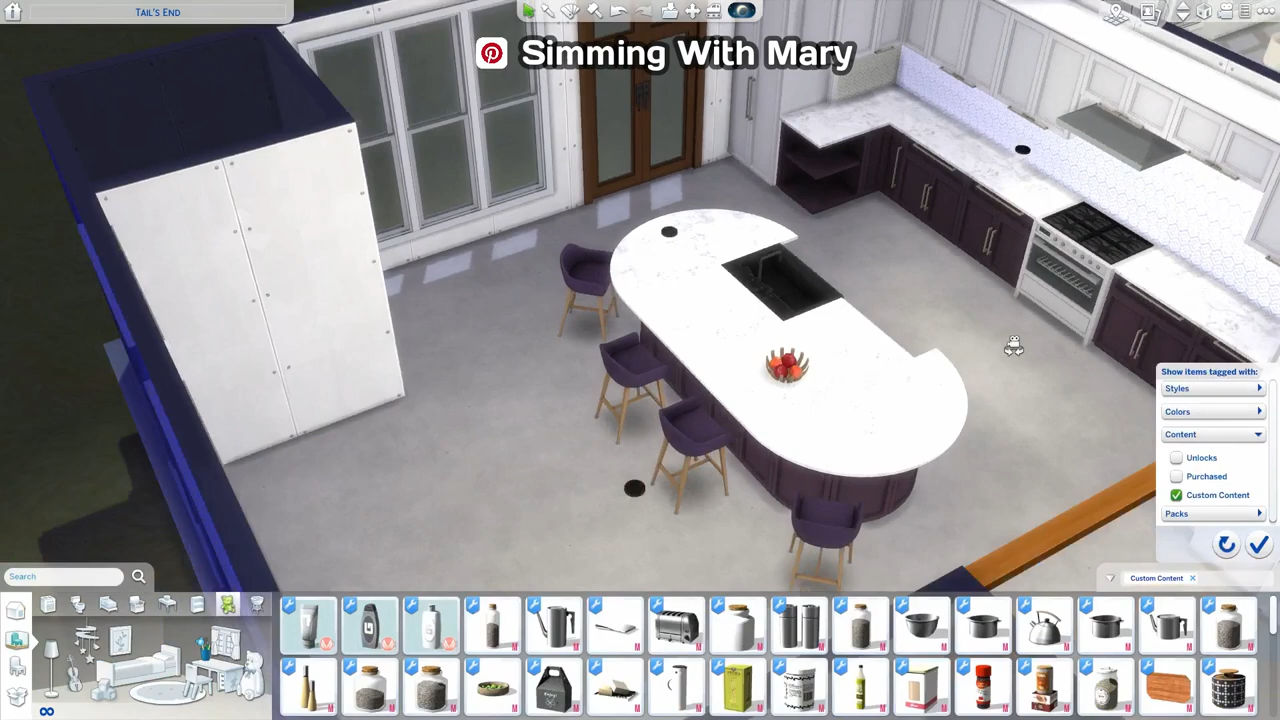 TAIL'S END
Simming With Mary
Show items tagged with:
Styles
Colors
Content
Unlocks
Purchased
Custom Content
Packs
Search
Custom Content